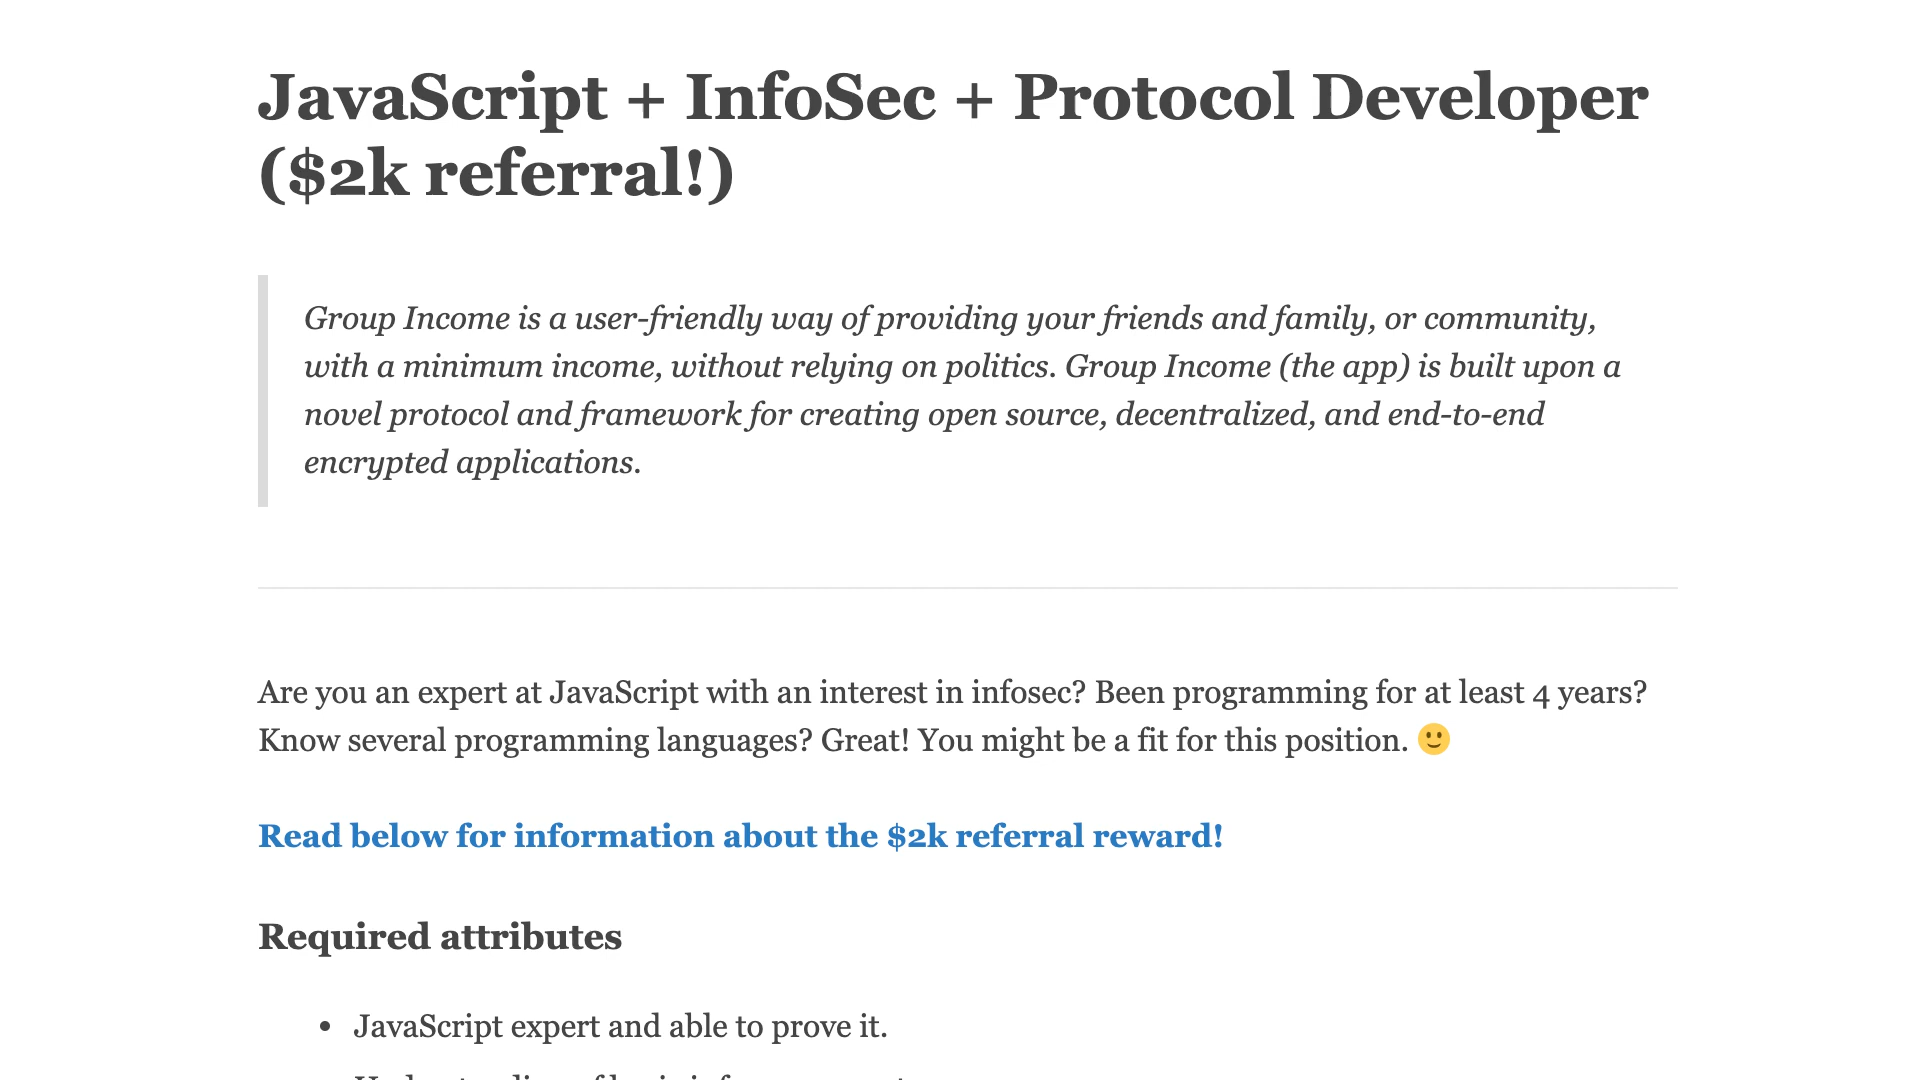 JavaScript + InfoSec + Protocol Developer
($2k referral!)
Group Income is a user-friendly way of providing your friends and family, or community,
with a minimum income, without relying on politics. Group Income (the app) is built upon a
novel protocol and framework for creating open source, decentralized, and end-to-end
encrypted applications.
Are you an expert at JavaScript with an interest in infosec? Been programming for at least 4 years?
Know several programming languages? Great! You might be a fit for this position. 🙂
Read below for information about the $2k referral reward!
Required attributes
• JavaScript expert and able to prove it.